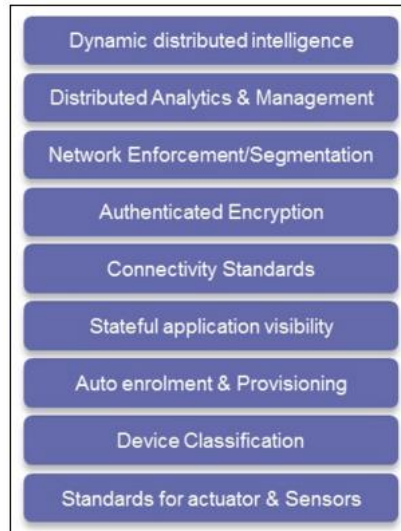 Dynamic distributed intelligence
Distributed Analytics & Management
Network Enforcement/Segmentation
Authenticated Encryption
Connectivity Standards
Stateful application visibility
Auto enrolment & Provisioning
Device Classification
Standards for actuator & Sensors